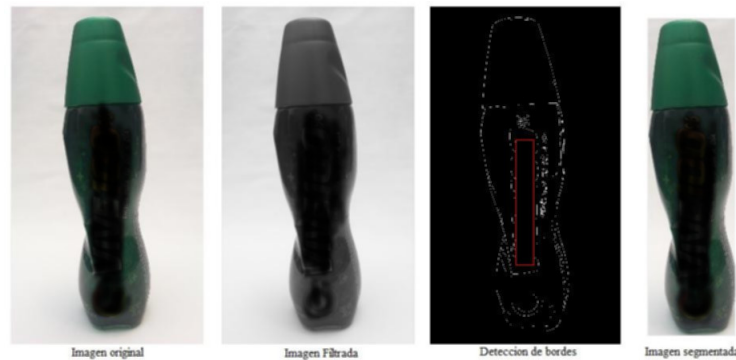 Imagen original
Imagen Filtrada
Deteccion de bordes
Imagen segmentada